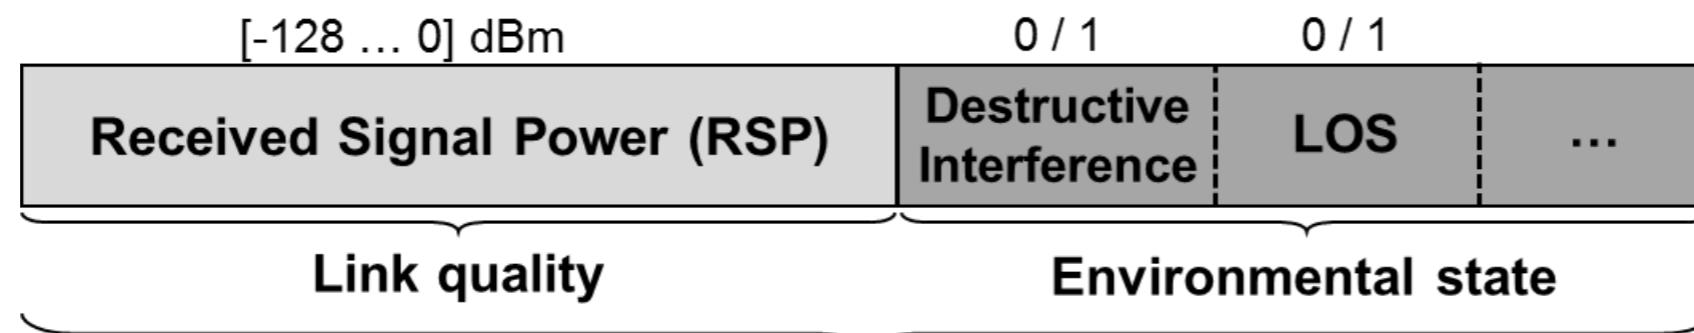 [-128 ... 0] dBm 0 / 1 0 / 1
Received Signal Power (RSP)
Destructive
Interference
LOS
...
Link quality
Environmental state